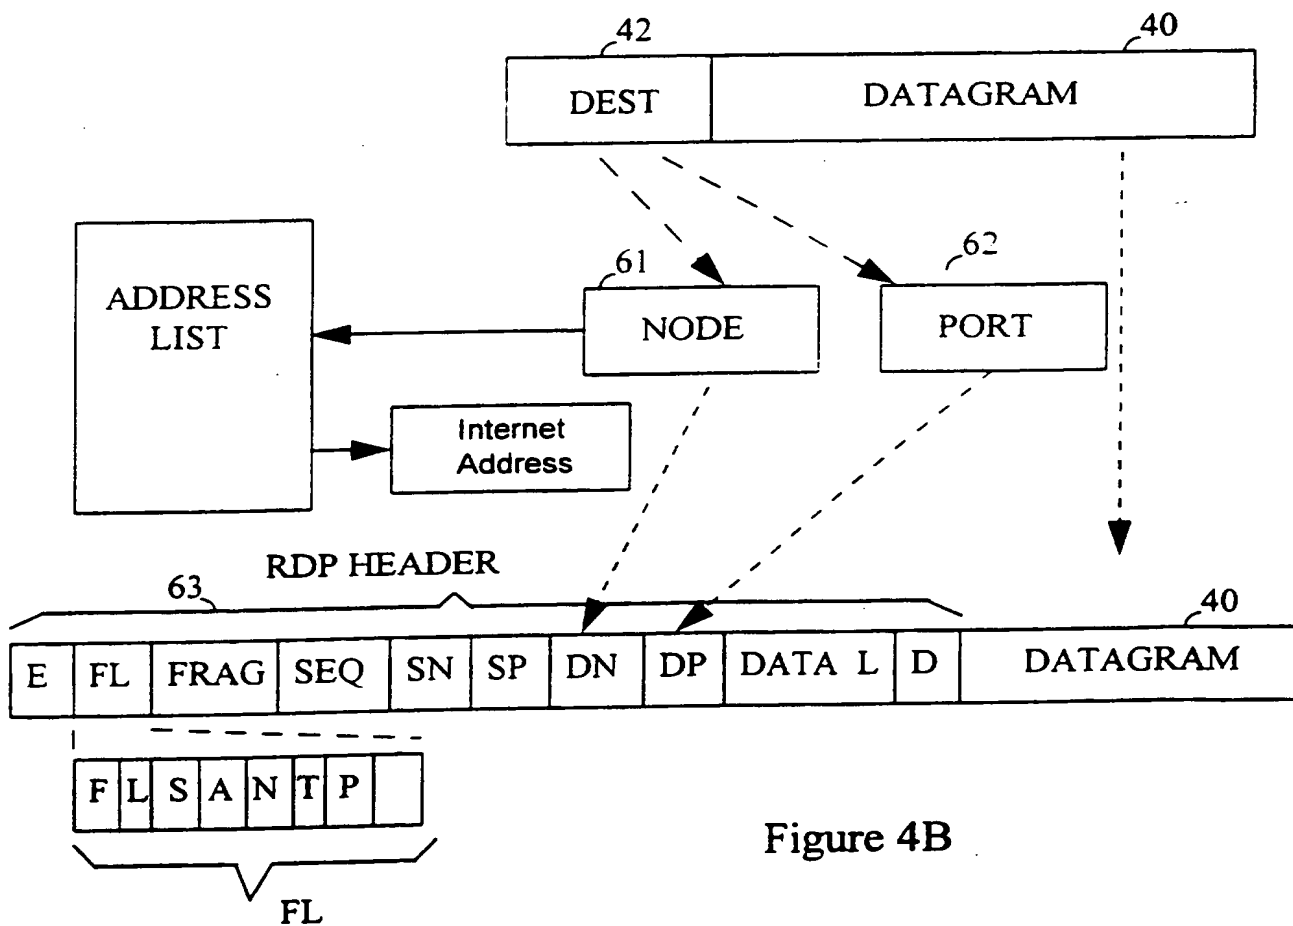 42
40
DEST
DATAGRAM
ADDRESS
LIST
61
NODE
62
PORT
Internet
Address
RDP HEADER
63
40
E
FL
FRAG
SEQ
SN
SP
DN
DP
DATA L
D
DATAGRAM
F
L
S
A
N
T
P
FL
Figure 4B